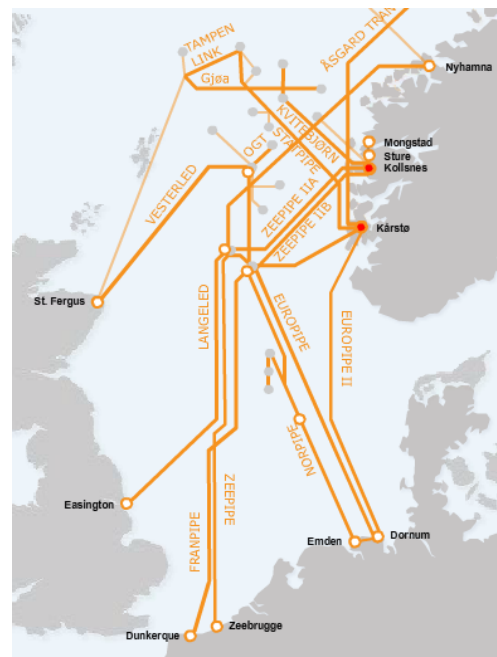 TAMPEN
LINK
Gjøa
ÅSGARD TRAN
Nyhamna
KVITEBJØRN
STATPIPE
OGT
Mongstad
Sture
Kollsnes
VESTERLED
ZEEPIPE IIA
ZEEPIPE IIB
Kårstø
St. Fergus
LANGELED
EUROPIPE
EUROPIPE II
NORPIPE
Easington
ZEEPIPE
FRANPIPE
Emden
Dornum
Dunkerque
Zeebrugge